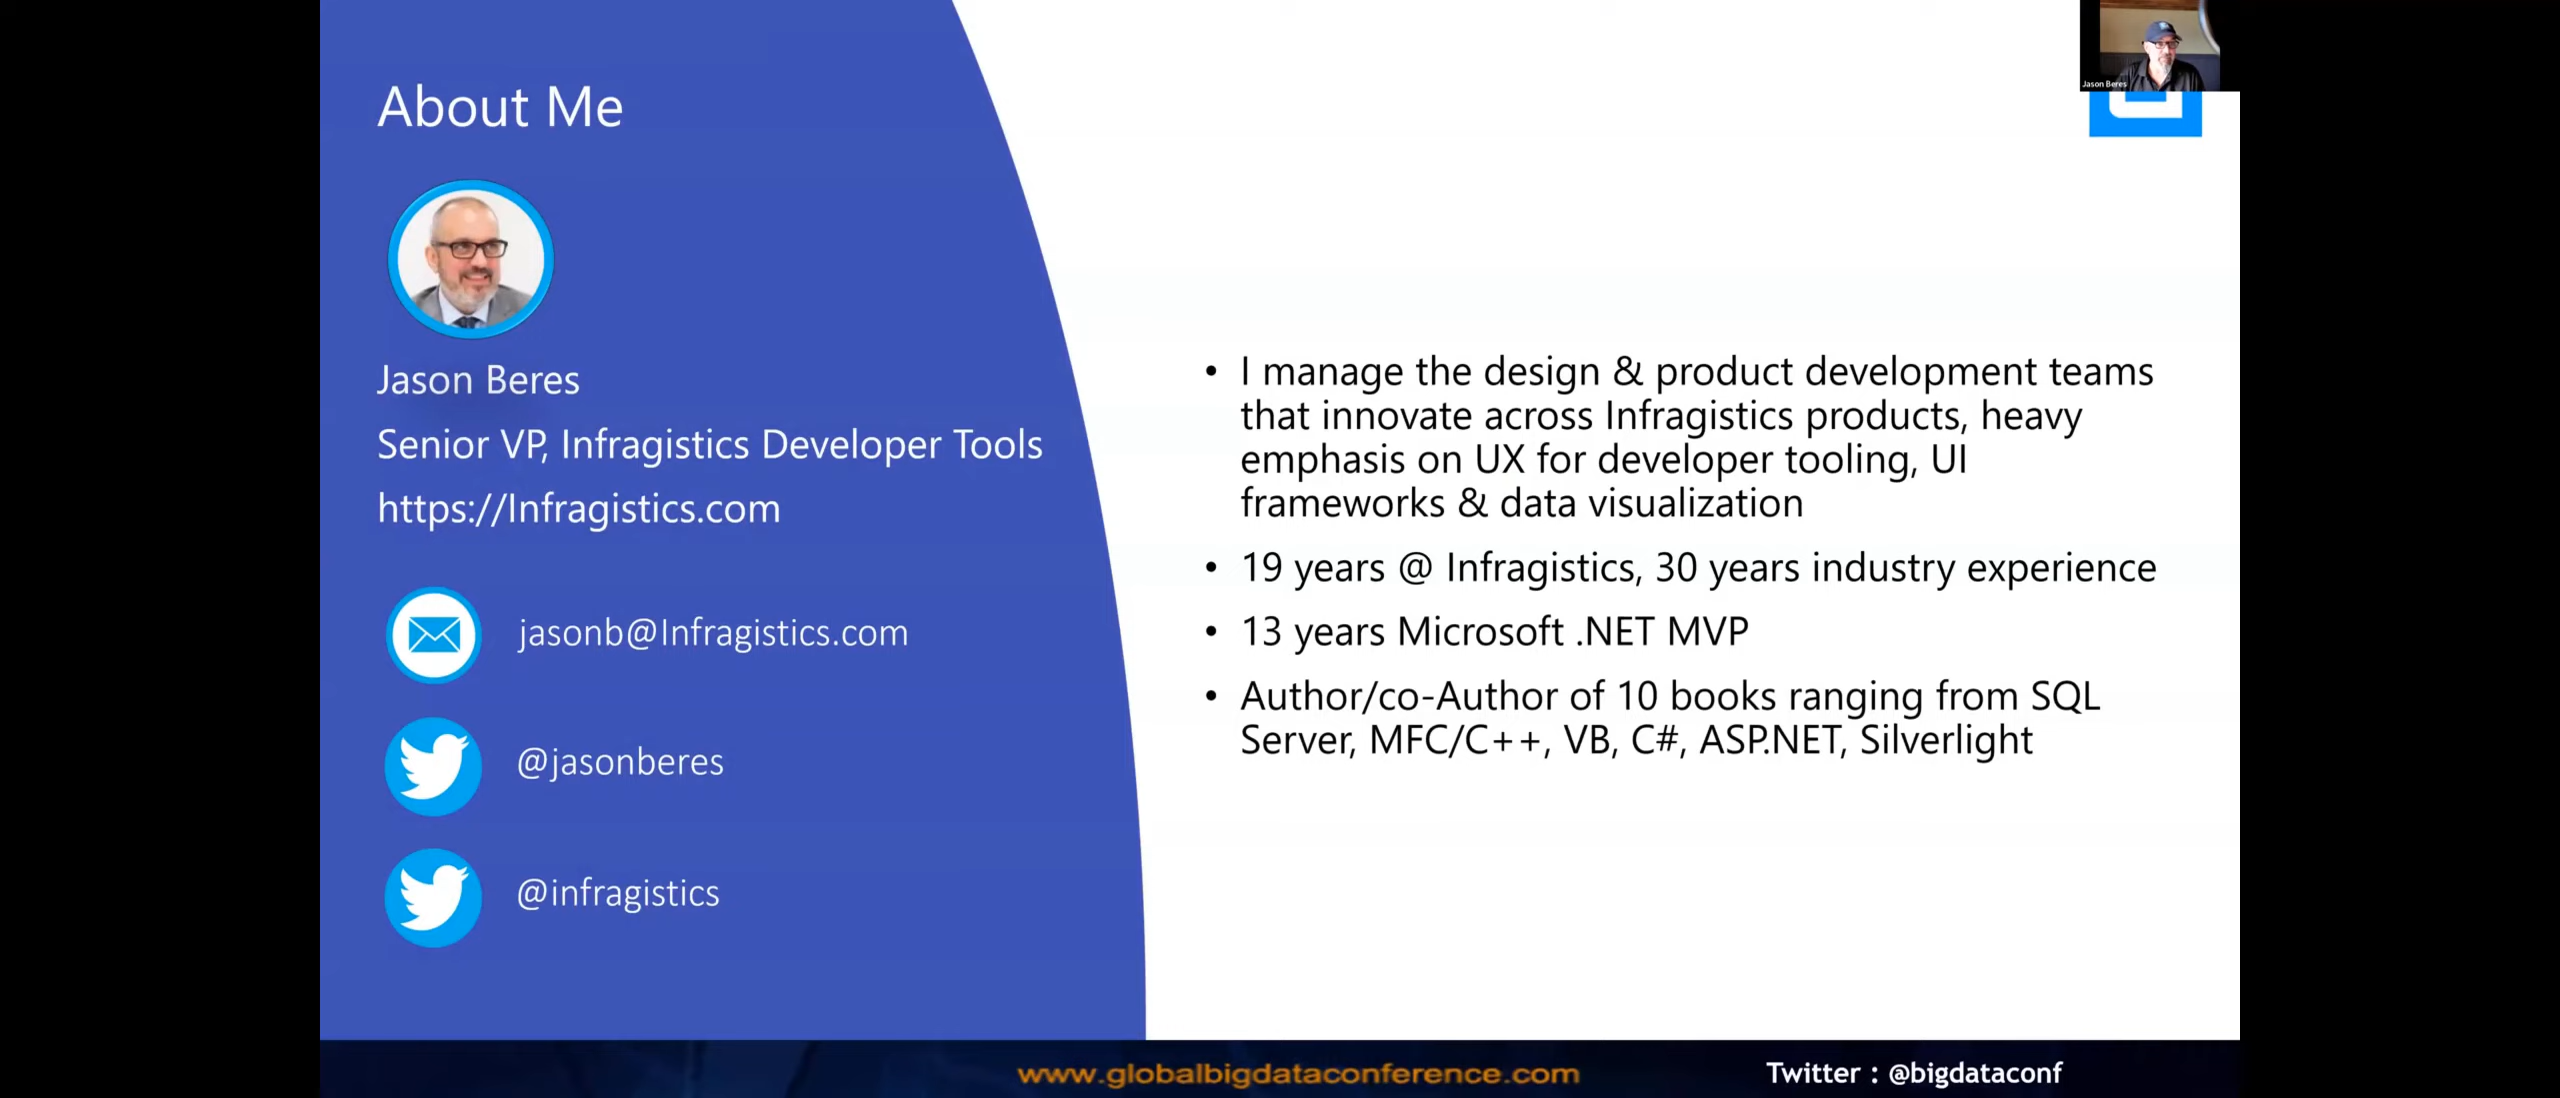 About Me
Jason Beres
Senior VP, Infragistics Developer Tools
https://Infragistics.com
jasonb@Infragistics.com
@jasonberes
@infragistics
Jason Beres
• I manage the design & product development teams
that innovate across Infragistics products, heavy
emphasis on UX for developer tooling, UI
frameworks & data visualization
• 19 years @ Infragistics, 30 years industry experience
• 13 years Microsoft .NET MVP
• Author/co-Author of 10 books ranging from SQL
Server, MFC/C++, VB, C#, ASP.NET, Silverlight
www.globalbigdataconference.com
Twitter : @bigdataconf